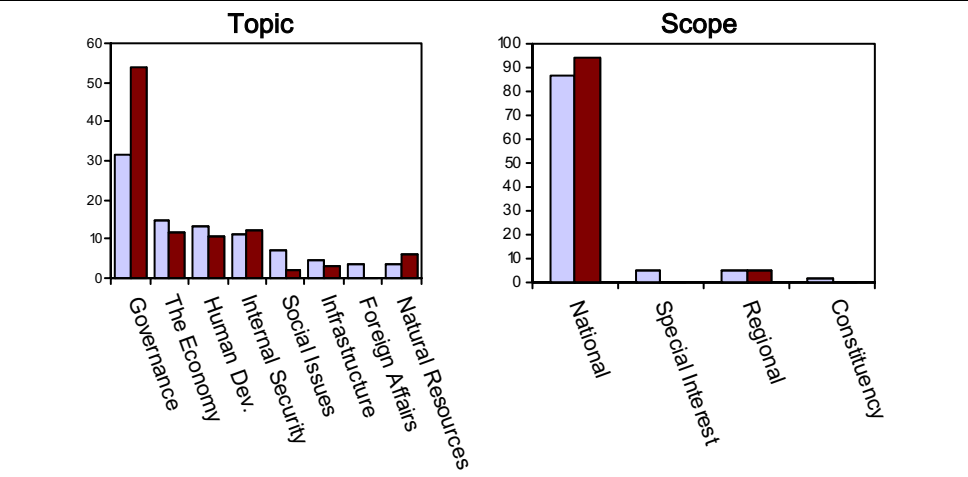 Topic
60
50
40
30
20
10
0
Governance
The Economy
Human Dev.
Internal Security
Social Issues
Infrastructure
Foreign Affairs
Natural Resources
Scope
100
90
80
70
60
50
40
30
20
10
0
National
Special Interest
Regional
Constituency